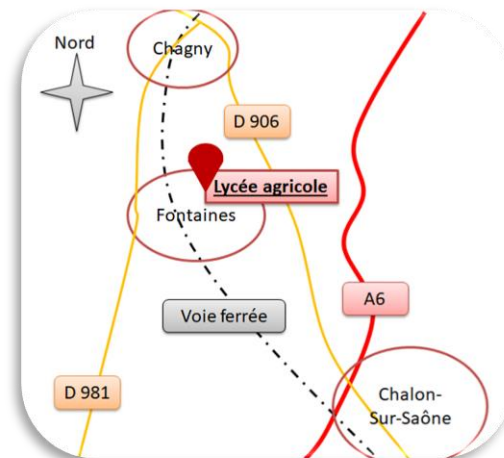 Nord
Chagny
D 906
Lycée agricole
Fontaines
A6
Voie ferrée
D 981
Chalon-
Sur-Saône